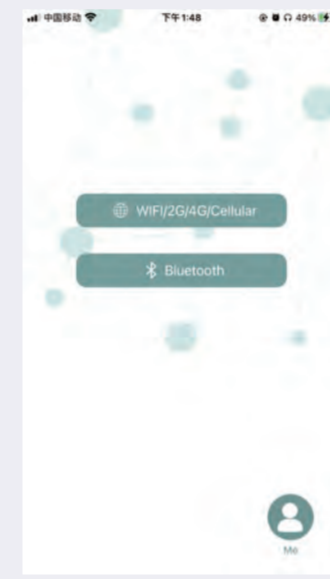 中国移动 下午1:48 49%
WIFI/2G/4G/Cellular
Bluetooth
Me